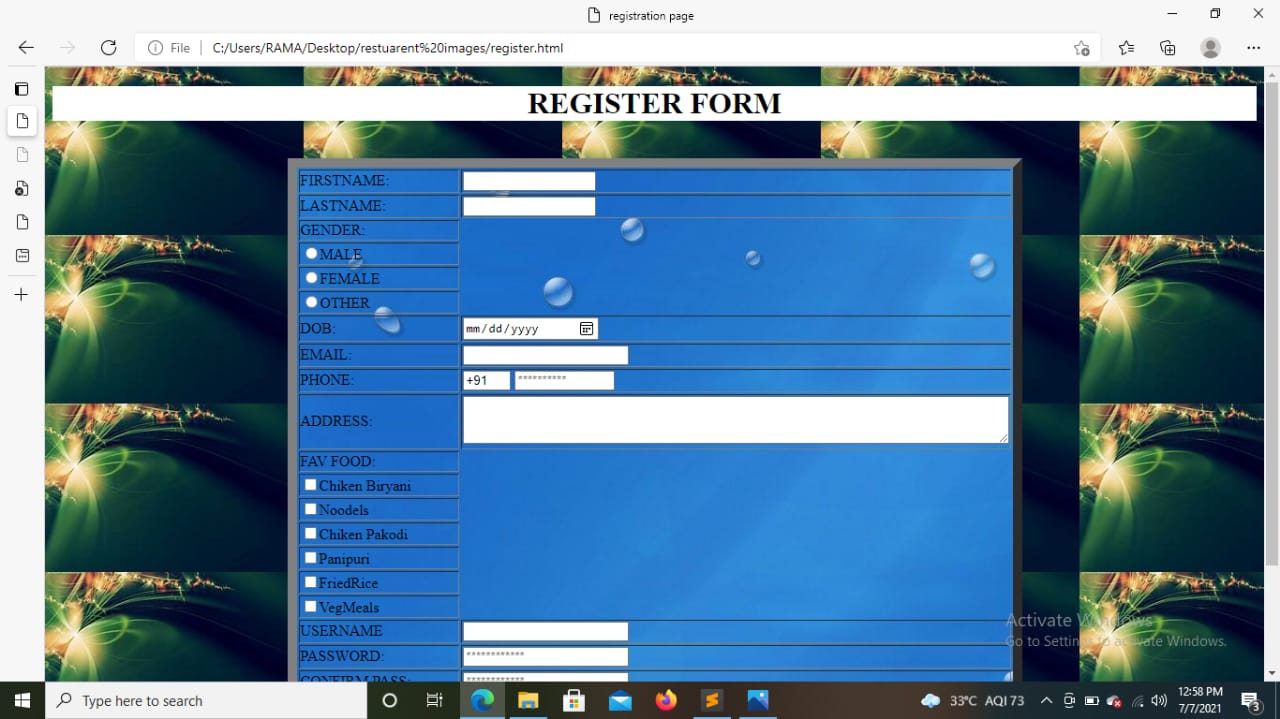 registration page
File C:/Users/RAMA/Desktop/restuarent%20images/register.html
REGISTER FORM
FIRSTNAME:
LASTNAME:
GENDER:
MALE
FEMALE
OTHER
DOB: mm/dd/yyyy
EMAIL:
PHONE: +91 **********
ADDRESS:
FAV FOOD:
Chiken Biryani
Noodels
Chiken Pakodi
Panipuri
FriedRice
VegMeals
USERNAME
PASSWORD: ************
CONFIRM PASS: ************
Activate Windows
Go to Settings to activate Windows.
Type here to search
33°C AQI 73
12:58 PM
7/7/2021
3